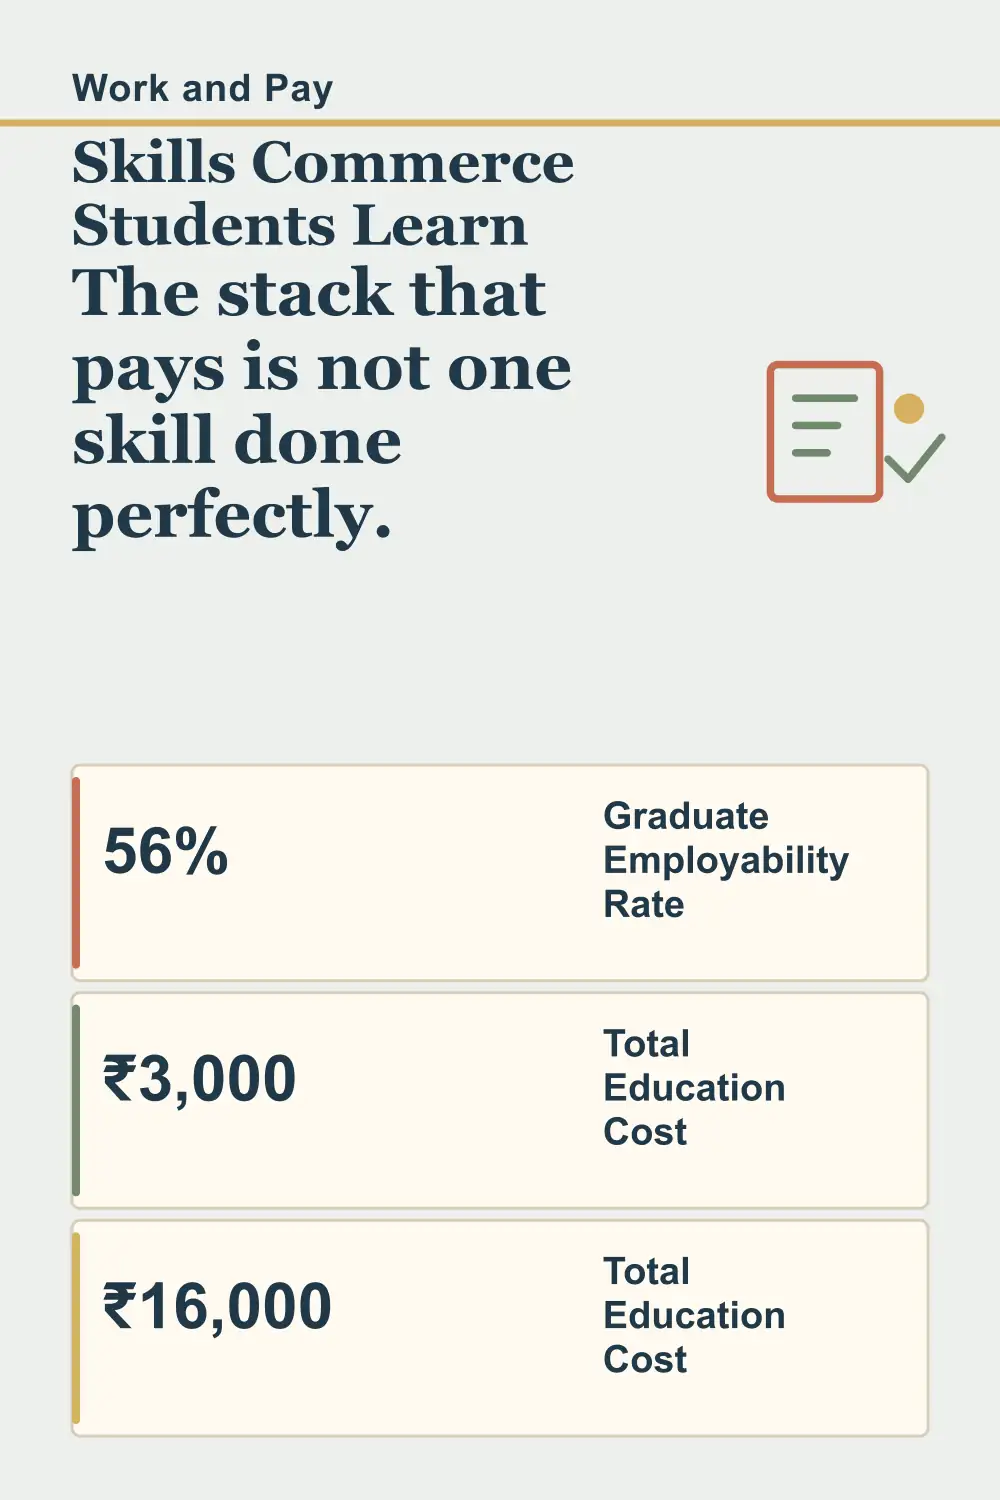 Work and Pay
Skills Commerce
Students Learn
The stack that
pays is not one
skill done
perfectly.
56%
Graduate
Employability
Rate
₹3,000
Total
Education
Cost
₹16,000
Total
Education
Cost